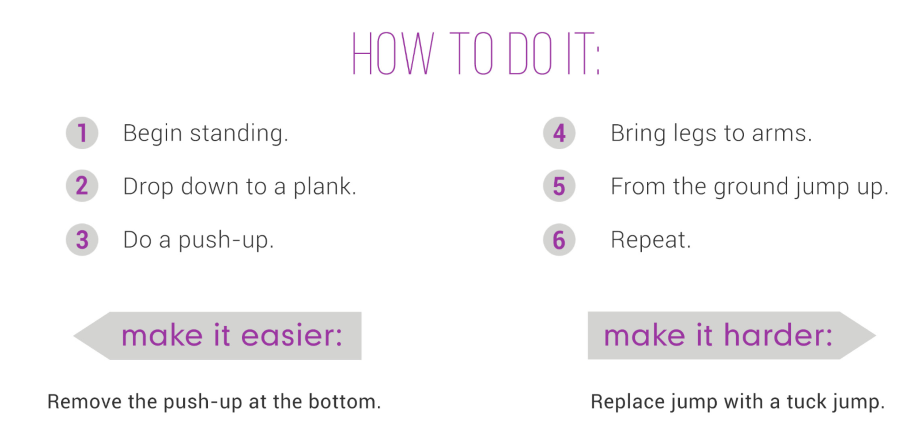 HOW TO DO IT:
1 Begin standing.
2 Drop down to a plank.
3 Do a push-up.
4 Bring legs to arms.
5 From the ground jump up.
6 Repeat.
make it easier:
Remove the push-up at the bottom.
make it harder:
Replace jump with a tuck jump.